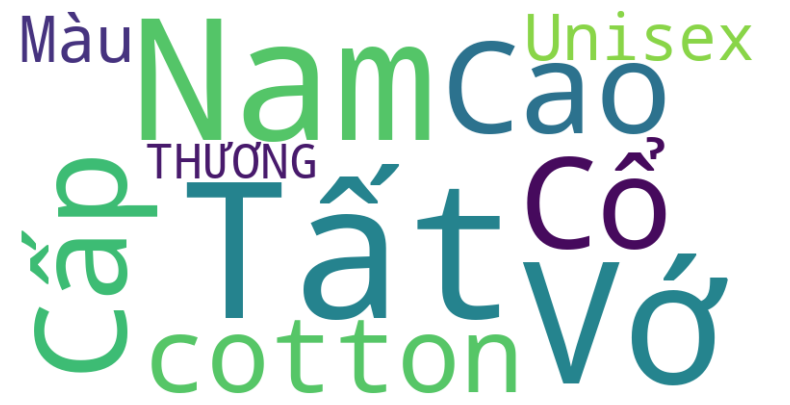 Màu
Nam
Unisex
Cao
THƯƠNG
Cổ
Cấp
Tất
Vớ
cotton